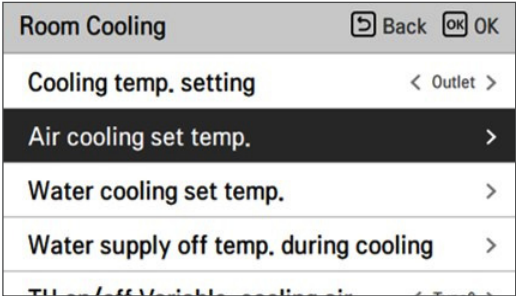 Room Cooling Back OK OK
Cooling temp. setting < Outlet >
Air cooling set temp. >
Water cooling set temp. >
Water supply off temp. during cooling >